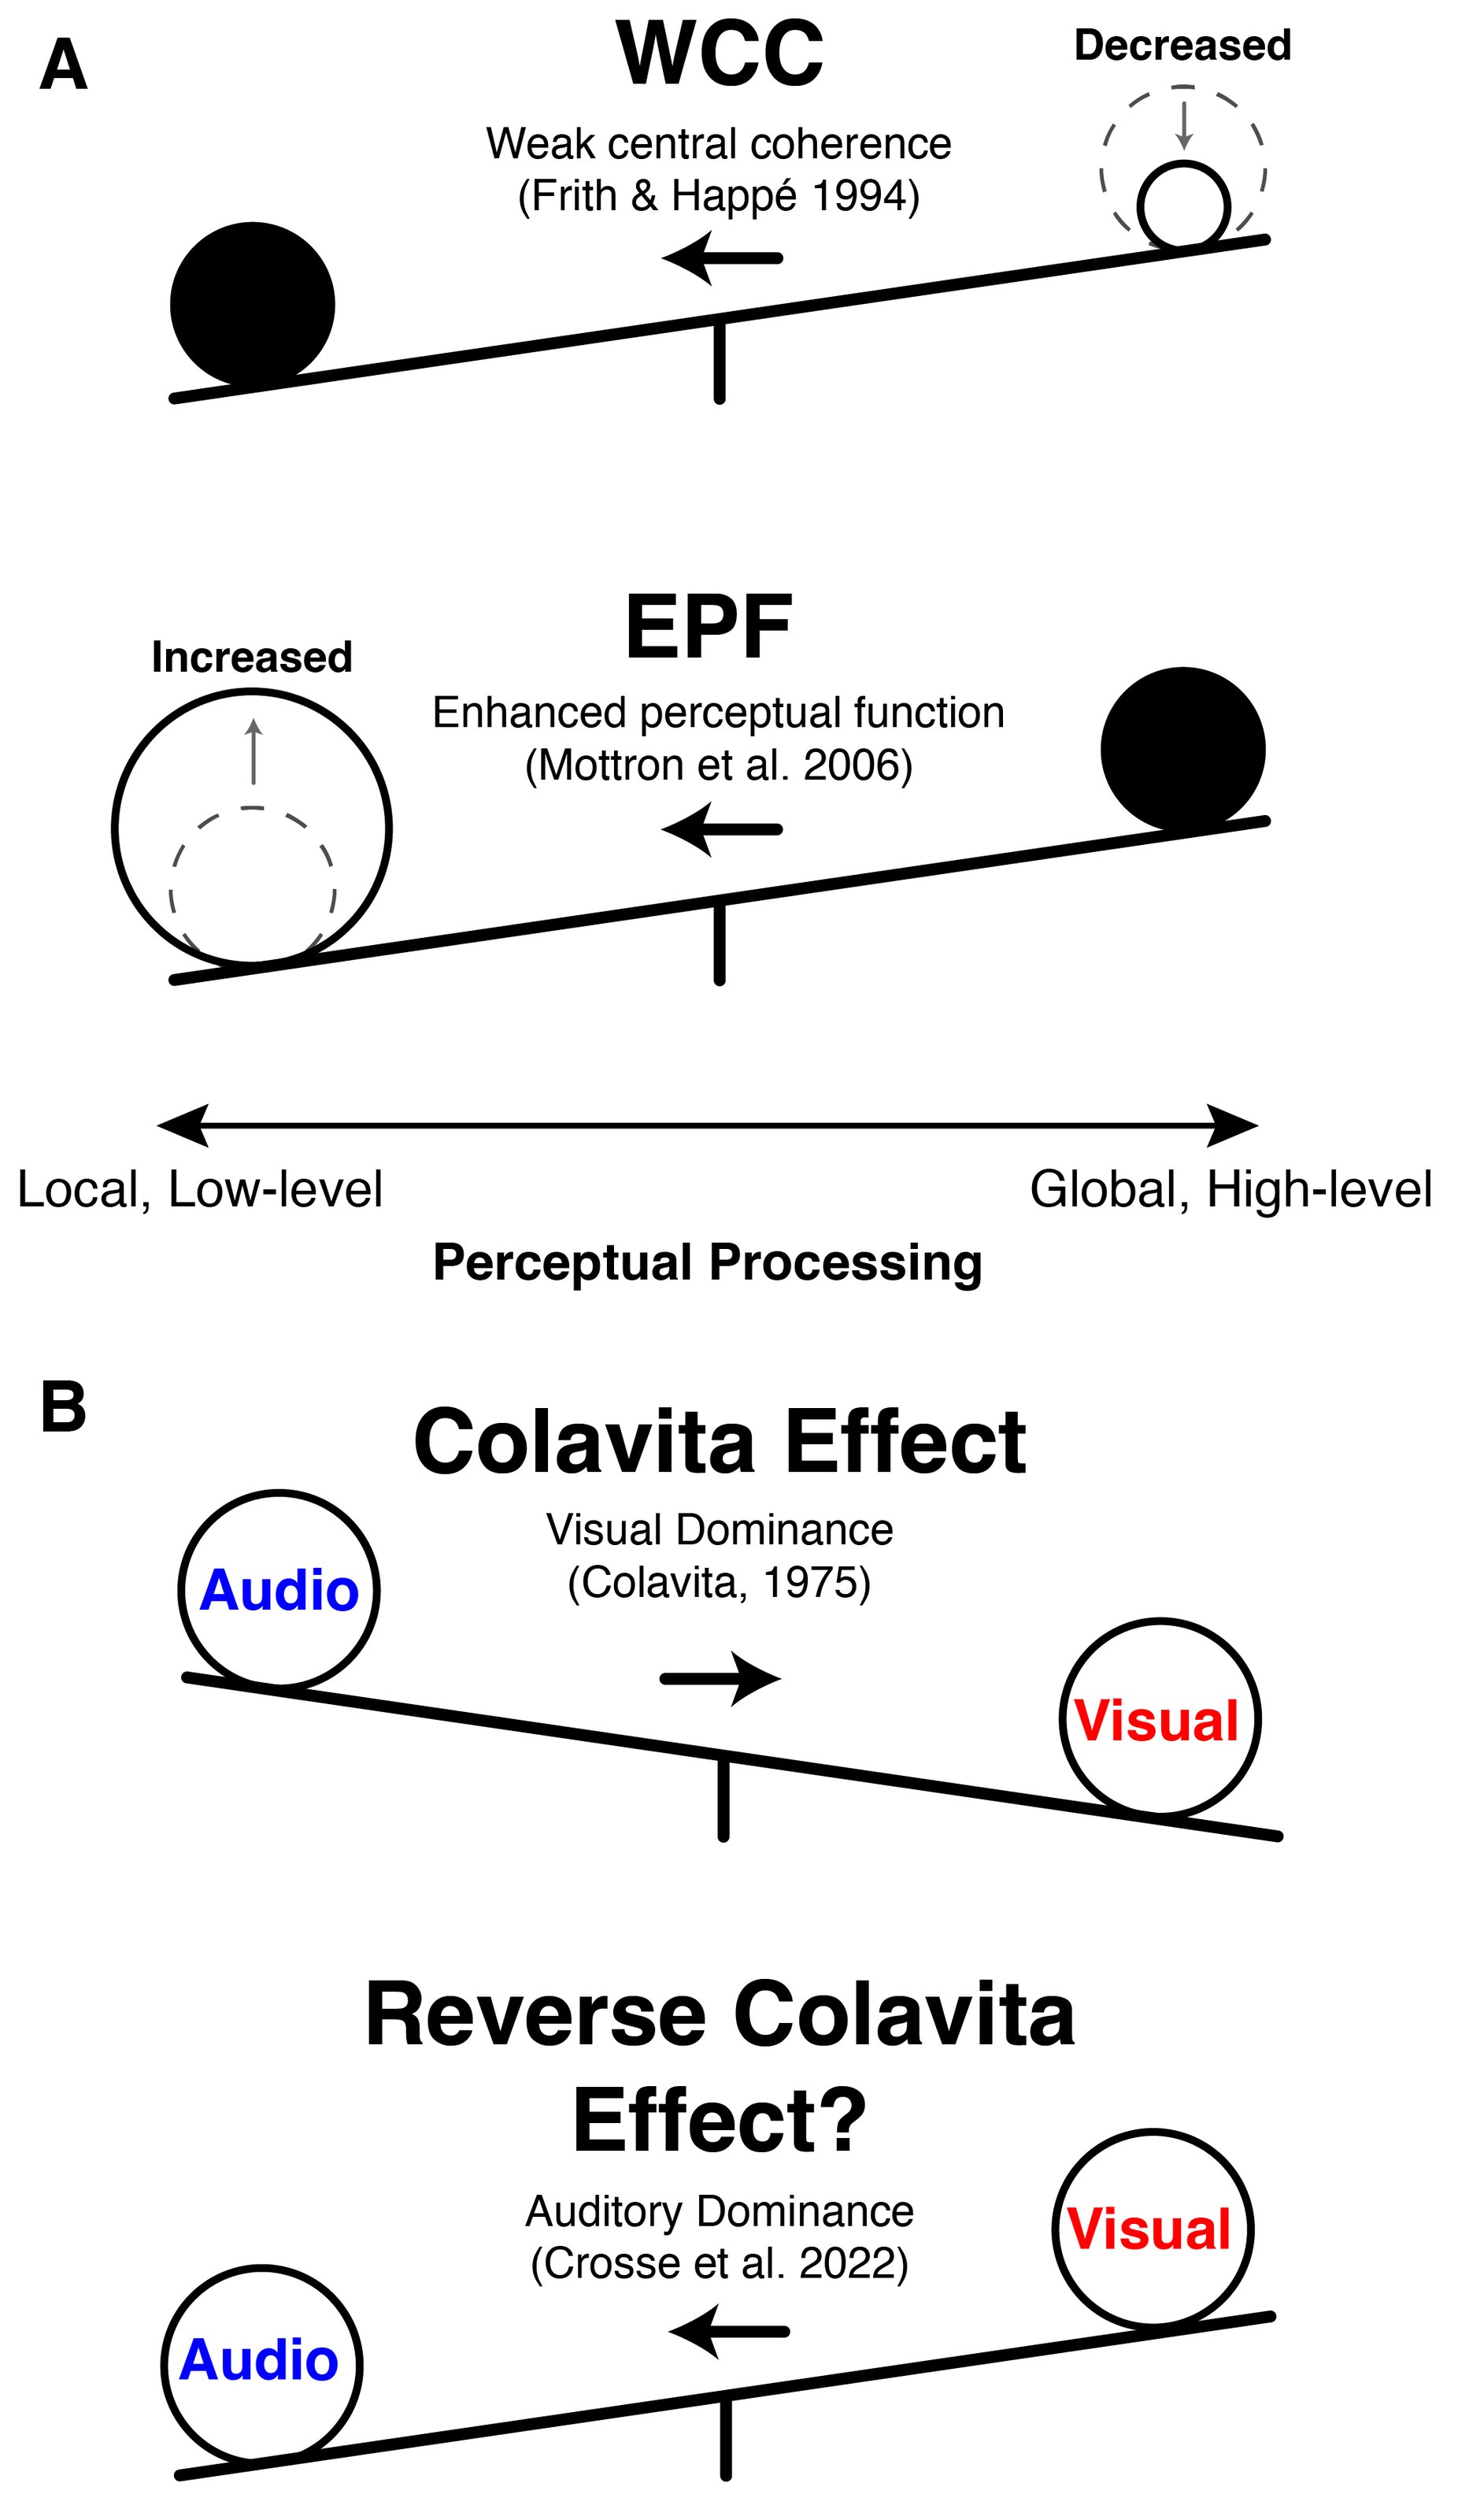 A
WCC
Decreased
Weak central coherence
(Frith & Happé 1994)
EPF
Increased
Enhanced perceptual function
(Mottron et al. 2006)
Local, Low-level
Global, High-level
Perceptual Processing
B
Colavita Effect
Visual Dominance
(Colavita, 1975)
Audio
Visual
Reverse Colavita
Effect?
Auditory Dominance
(Crosse et al. 2022)
Visual
Audio